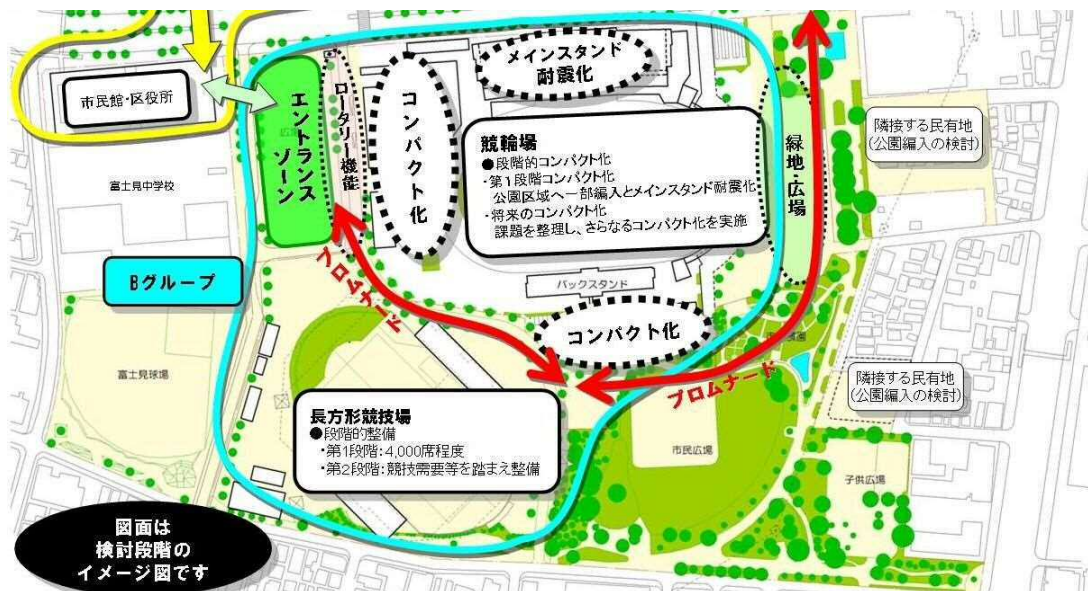 市民館・区役所
富士見中学校
広場
エントランス
ゾーン
ロータリー機能
コンパクト化
メインスタンド
耐震化
競輪場
●段階的コンパクト化
・第1段階コンパクト化
公園区域へ一部編入とメインスタンド耐震化
・将来のコンパクト化
課題を整理し、さらなるコンパクト化を実施
緑地・広場
隣接する民有地
(公園編入の検討)
Bグループ
プロムナード
バックスタンド
コンパクト化
プロムナード
富士見球場
隣接する民有地
(公園編入の検討)
長方形競技場
●段階的整備
・第1段階:4,000席程度
・第2段階:競技需要等を踏まえ整備
市民広場
子供広場
図面は
検討段階の
イメージ図です